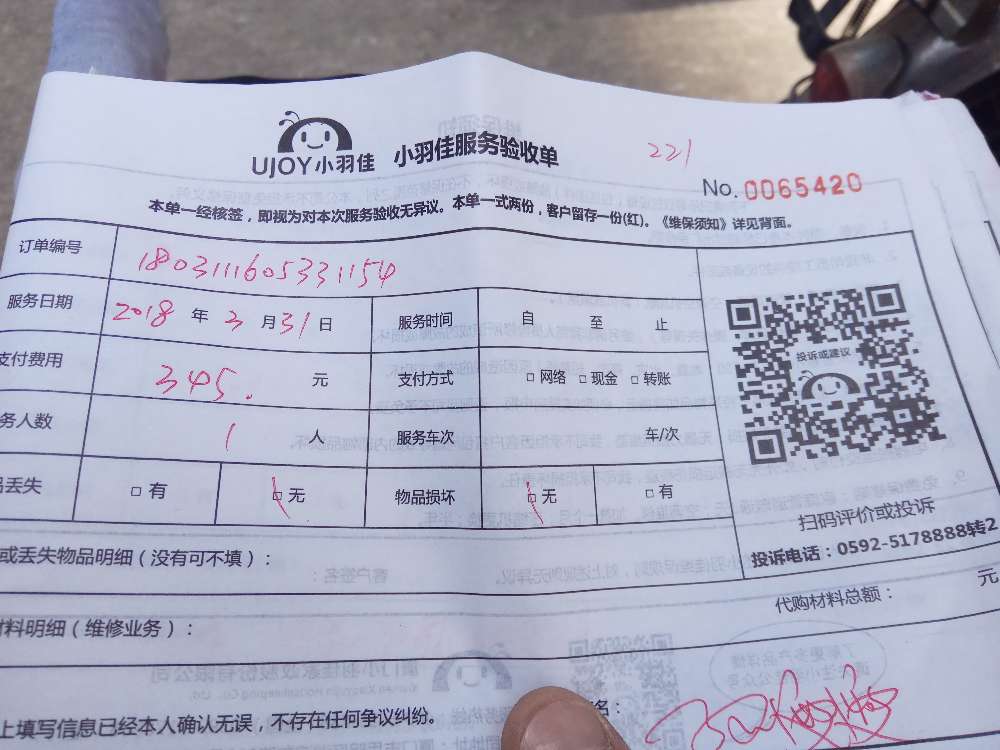 UJOY小羽佳 小羽佳服务验收单 221
No. 0065420
本单一经核签，即视为对本次服务验收无异议。本单一式两份，客户留存一份(红)。《维保须知》详见背面。
订单编号 1803111605331154
服务日期 2018 年 3 月 31 日 服务时间 自 至 止
支付费用 345. 元 支付方式 □ 网络 □ 现金 □ 转账
务人数 1 人 服务车次 车/次
丢失 □ 有 □ 无 物品损坏 □ 无 □ 有
投诉或建议
扫码评价或投诉
投诉电话：0592-5178888转2
或丢失物品明细（没有可不填）：
代购材料总额： 元
材料明细（维修业务）：
上填写信息已经本人确认无误，不存在任何争议纠纷。
名：